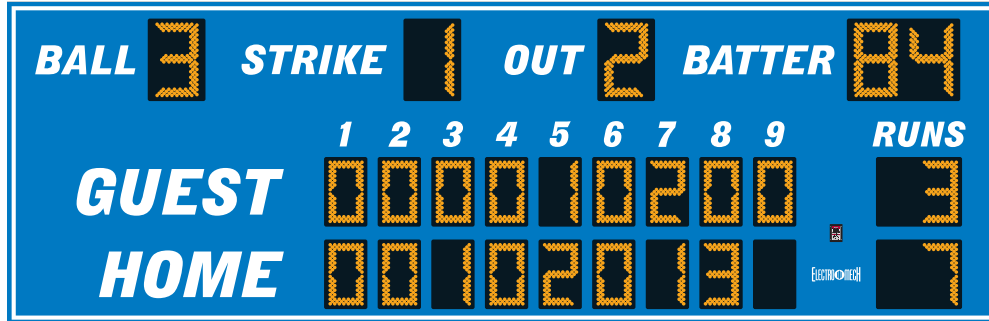 BALL 3 STRIKE 1 OUT 2 BATTER 84
1 2 3 4 5 6 7 8 9 RUNS
GUEST 0 0 0 0 1 0 2 0 0 3
HOME 0 0 1 0 2 0 1 3 7
ELECTRO-MECH